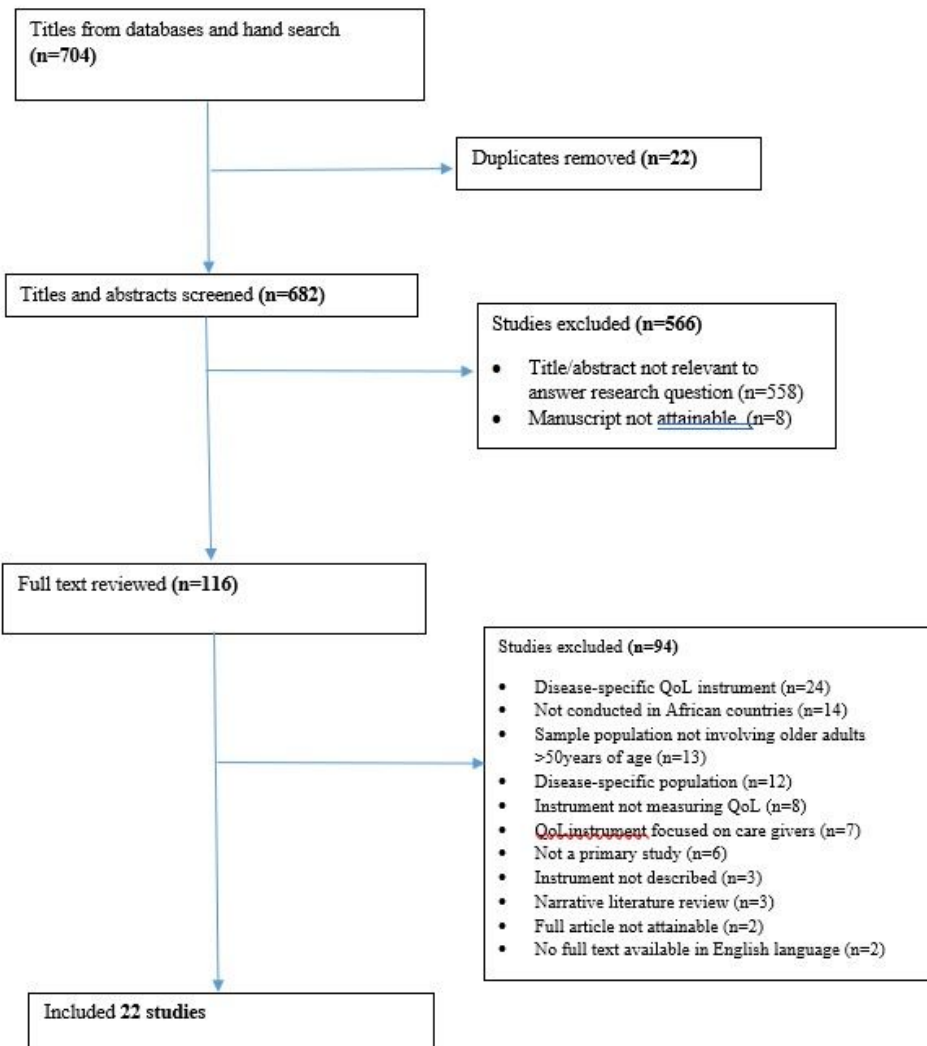 Titles from databases and hand search
(n=704)
Duplicates removed (n=22)
Titles and abstracts screened (n=682)
Studies excluded (n=566)
• Title/abstract not relevant to
answer research question (n=558)
• Manuscript not attainable (n=8)
Full text reviewed (n=116)
Studies excluded (n=94)
• Disease-specific QoL instrument (n=24)
• Not conducted in African countries (n=14)
• Sample population not involving older adults
>50years of age (n=13)
• Disease-specific population (n=12)
• Instrument not measuring QoL (n=8)
• QoLinstrument focused on care givers (n=7)
• Not a primary study (n=6)
• Instrument not described (n=3)
• Narrative literature review (n=3)
• Full article not attainable (n=2)
• No full text available in English language (n=2)
Included 22 studies